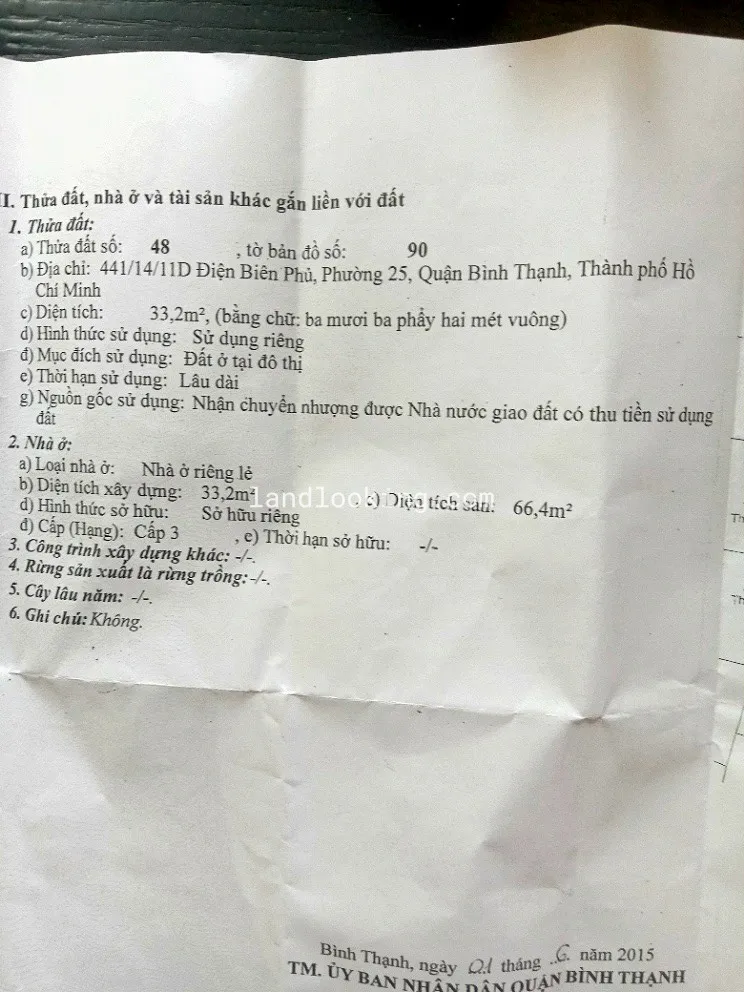 II. Thửa đất, nhà ở và tài sản khác gắn liền với đất
1. Thửa đất:
a) Thửa đất số: 48 , tờ bản đồ số: 90
b) Địa chỉ: 441/14/11D Điện Biên Phủ, Phường 25, Quận Bình Thạnh, Thành phố Hồ
Chí Minh
c) Diện tích: 33,2m², (bằng chữ: ba mươi ba phẩy hai mét vuông)
d) Hình thức sử dụng: Sử dụng riêng
đ) Mục đích sử dụng: Đất ở tại đô thị
e) Thời hạn sử dụng: Lâu dài
g) Nguồn gốc sử dụng: Nhận chuyển nhượng được Nhà nước giao đất có thu tiền sử dụng
đất
2. Nhà ở:
a) Loại nhà ở: Nhà ở riêng lẻ
b) Diện tích xây dựng: 33,2m² , c) Diện tích sàn: 66,4m²
landlooking.com
d) Hình thức sở hữu: Sở hữu riêng
đ) Cấp (Hạng): Cấp 3 , e) Thời hạn sở hữu: -/-
3. Công trình xây dựng khác: -/-.
4. Rừng sản xuất là rừng trồng: -/-.
5. Cây lâu năm: -/-.
6. Ghi chú: Không.
Th
Th
Bình Thạnh, ngày 01 tháng .6. năm 2015
TM. ỦY BAN NHÂN DÂN QUẬN BÌNH THẠNH